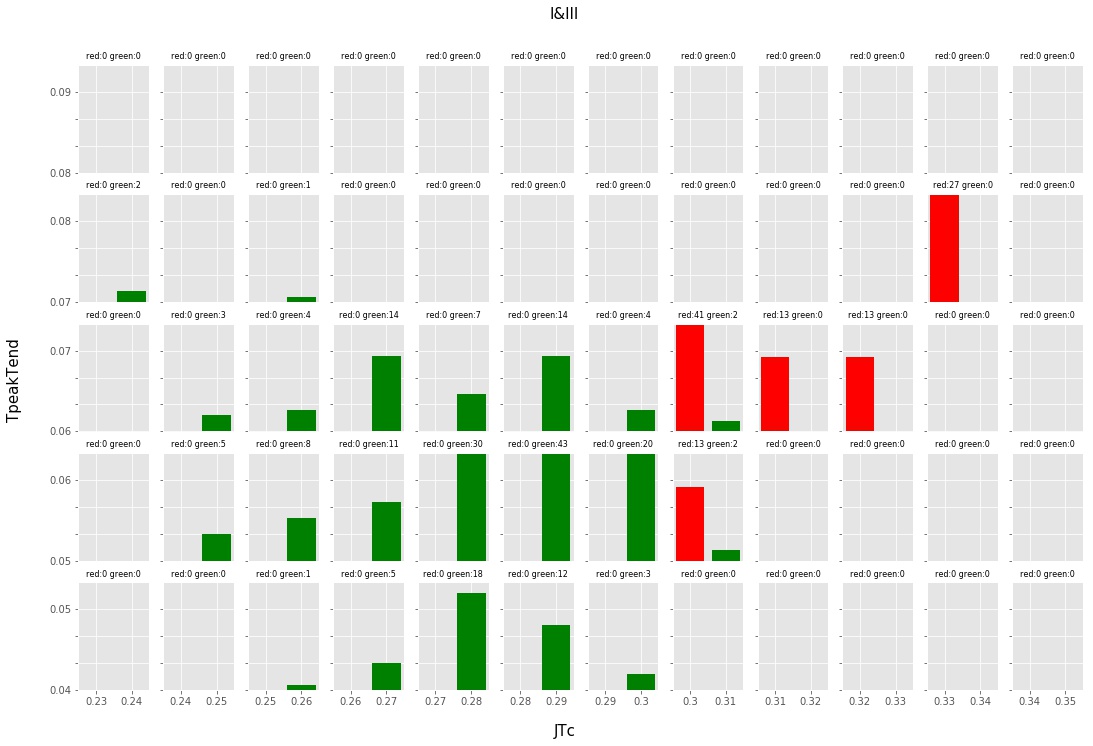 I&III
red:0 green:0 red:0 green:0 red:0 green:0 red:0 green:0 red:0 green:0 red:0 green:0 red:0 green:0 red:0 green:0 red:0 green:0 red:0 green:0 red:0 green:0 red:0 green:0
0.09
0.08
red:0 green:2 red:0 green:0 red:0 green:1 red:0 green:0 red:0 green:0 red:0 green:0 red:0 green:0 red:0 green:0 red:0 green:0 red:0 green:0 red:27 green:0 red:0 green:0
0.08
0.07
red:0 green:0 red:0 green:3 red:0 green:4 red:0 green:14 red:0 green:7 red:0 green:14 red:0 green:4 red:41 green:2 red:13 green:0 red:13 green:0 red:0 green:0 red:0 green:0
0.07
TpeakTend
0.06
red:0 green:0 red:0 green:5 red:0 green:8 red:0 green:11 red:0 green:30 red:0 green:43 red:0 green:20 red:13 green:2 red:0 green:0 red:0 green:0 red:0 green:0 red:0 green:0
0.06
0.05
red:0 green:0 red:0 green:0 red:0 green:1 red:0 green:5 red:0 green:18 red:0 green:12 red:0 green:3 red:0 green:0 red:0 green:0 red:0 green:0 red:0 green:0 red:0 green:0
0.05
0.04
0.23 0.24 0.24 0.25 0.25 0.26 0.26 0.27 0.27 0.28 0.28 0.29 0.29 0.3 0.3 0.31 0.31 0.32 0.32 0.33 0.33 0.34 0.34 0.35
JTc